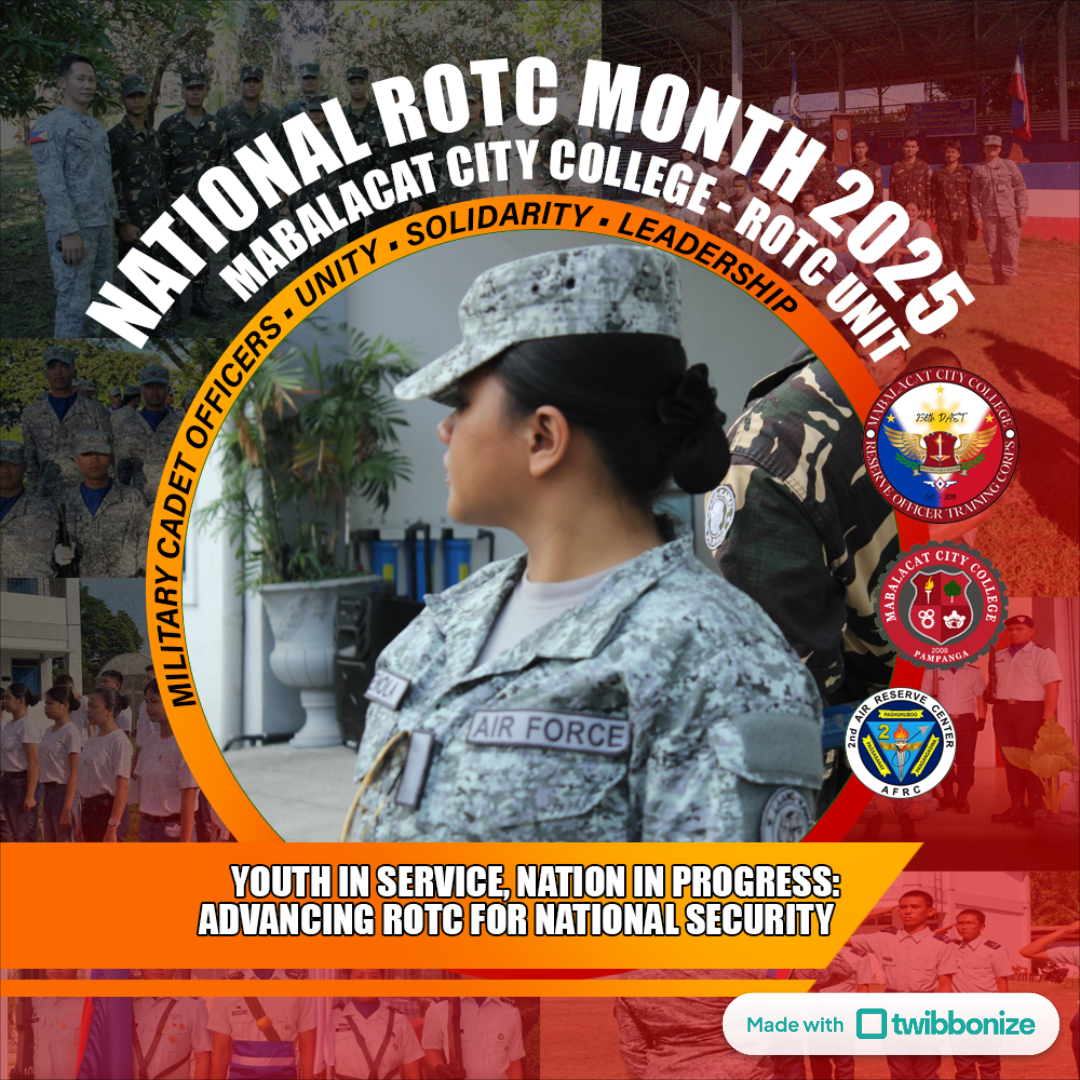 NATIONAL ROTC MONTH 2025
MABALACAT CITY COLLEGE - ROTC UNIT
MILITARY CADET OFFICERS ▪ UNITY ▪ SOLIDARITY ▪ LEADERSHIP
MABALACAT CITY COLLEGE
RESERVE OFFICER TRAINING CORPS
MABALACAT CITY COLLEGE
2008
PAMPANGA
2nd AIR RESERVE CENTER
PAGHUHUBOG
2
AFRC
AIR FORCE
YOUTH IN SERVICE, NATION IN PROGRESS:
ADVANCING ROTC FOR NATIONAL SECURITY
Made with twibbonize